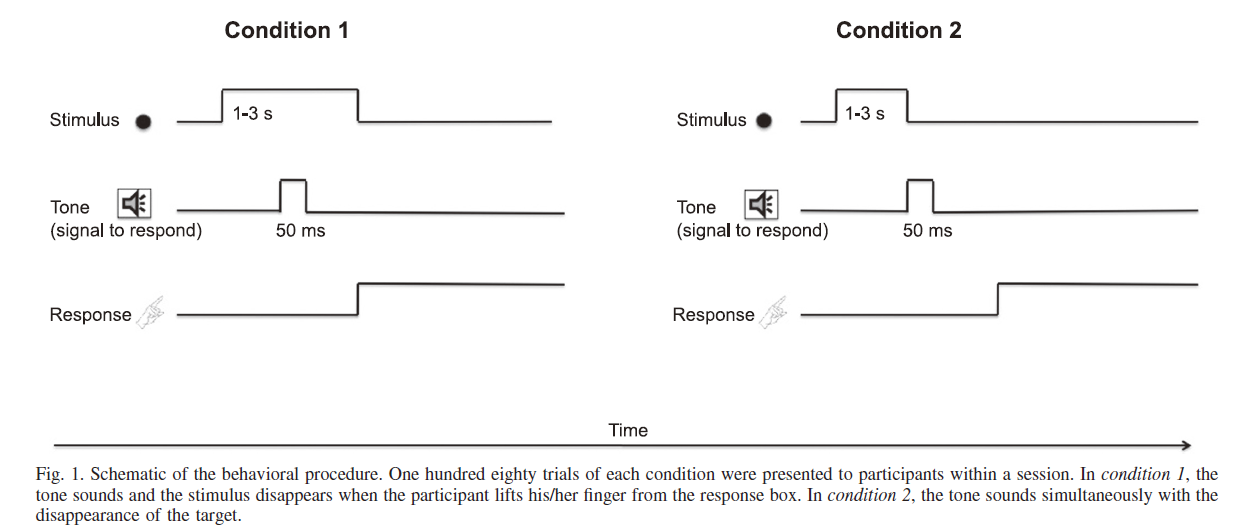 Condition 1
Condition 2
Stimulus
1-3 s
Stimulus
1-3 s
Tone
(signal to respond)
50 ms
Tone
(signal to respond)
50 ms
Response
Response
Time
Fig. 1. Schematic of the behavioral procedure. One hundred eighty trials of each condition were presented to participants within a session. In condition 1, the
tone sounds and the stimulus disappears when the participant lifts his/her finger from the response box. In condition 2, the tone sounds simultaneously with the
disappearance of the target.